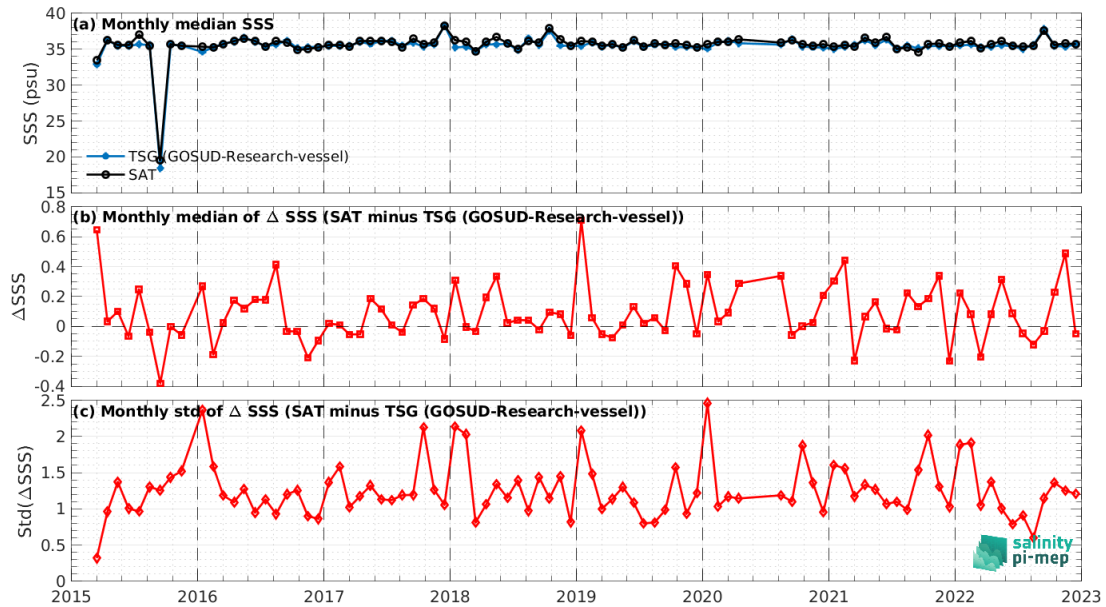 (a) Monthly median SSS
40
35
30
25
20
15
SSS (psu)
TSG (GOSUD-Research-vessel)
SAT
(b) Monthly median of Δ SSS (SAT minus TSG (GOSUD-Research-vessel))
0.8
0.6
0.4
0.2
0
-0.2
-0.4
ΔSSS
(c) Monthly std of Δ SSS (SAT minus TSG (GOSUD-Research-vessel))
2.5
2
1.5
1
0.5
0
Std(ΔSSS)
salinity
pi-mep
2015 2016 2017 2018 2019 2020 2021 2022 2023